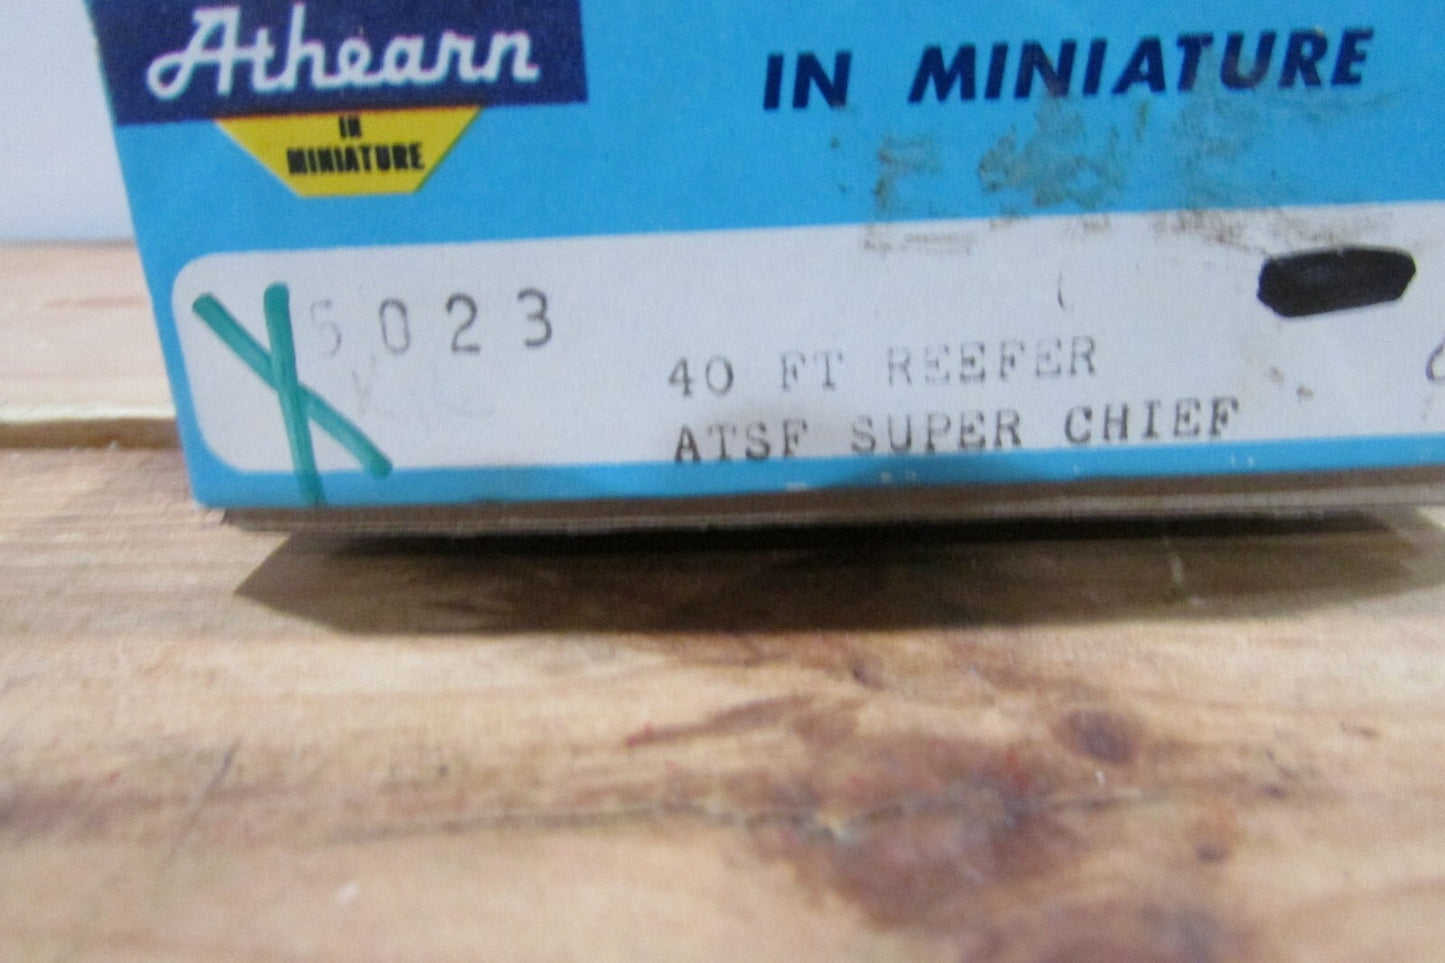 Athearn
IN
MINIATURE
IN MINIATURE
5023
40 FT REEFER
ATSF SUPER CHIEF